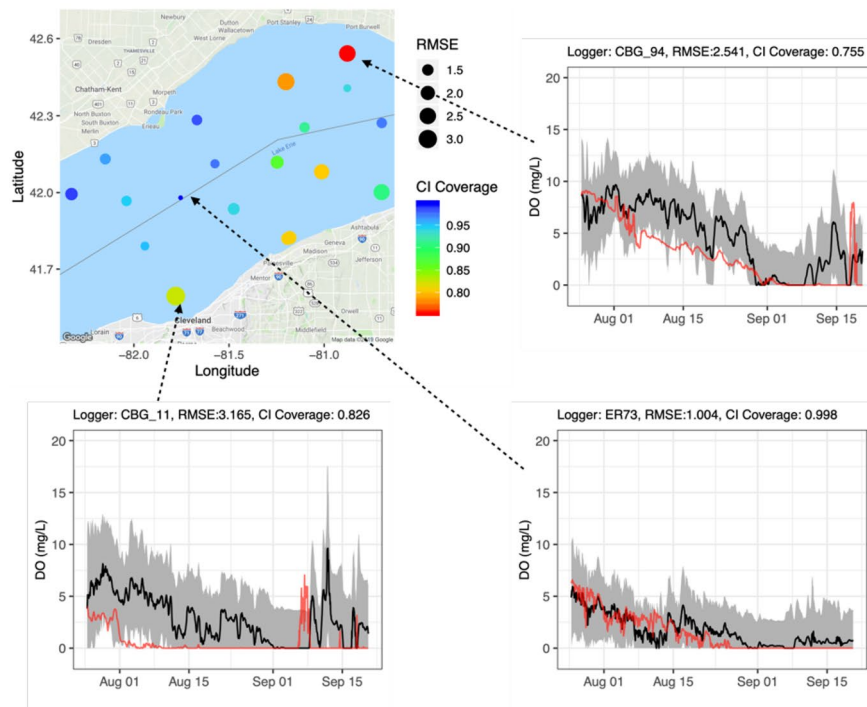 42.6
42.3
42.0
41.7
Latitude
−82.0
−81.5
−81.0
Longitude
Newbury
Dutton
Port Stanley
Wallacetown
West Lorne
Port Burwell
Dresden
THAMESVILLE
Chatham-Kent
Morpeth
Rondeau Park
Erieau
North Buxton
South Buxton
Merlin
Lake Erie
Ashtabula
Geneva
Madison
Jefferson
Painesville
Mentor
Cleveland
Lorain
Beachwood
Middlefield
Orwell
Google
Map data ©2019 Google
RMSE
1.5
2.0
2.5
3.0
CI Coverage
0.95
0.90
0.85
0.80
Logger: CBG_94, RMSE:2.541, CI Coverage: 0.755
DO (mg/L)
20
15
10
5
0
Aug 01
Aug 15
Sep 01
Sep 15
Logger: CBG_11, RMSE:3.165, CI Coverage: 0.826
DO (mg/L)
20
15
10
5
0
Aug 01
Aug 15
Sep 01
Sep 15
Logger: ER73, RMSE:1.004, CI Coverage: 0.998
DO (mg/L)
20
15
10
5
0
Aug 01
Aug 15
Sep 01
Sep 15